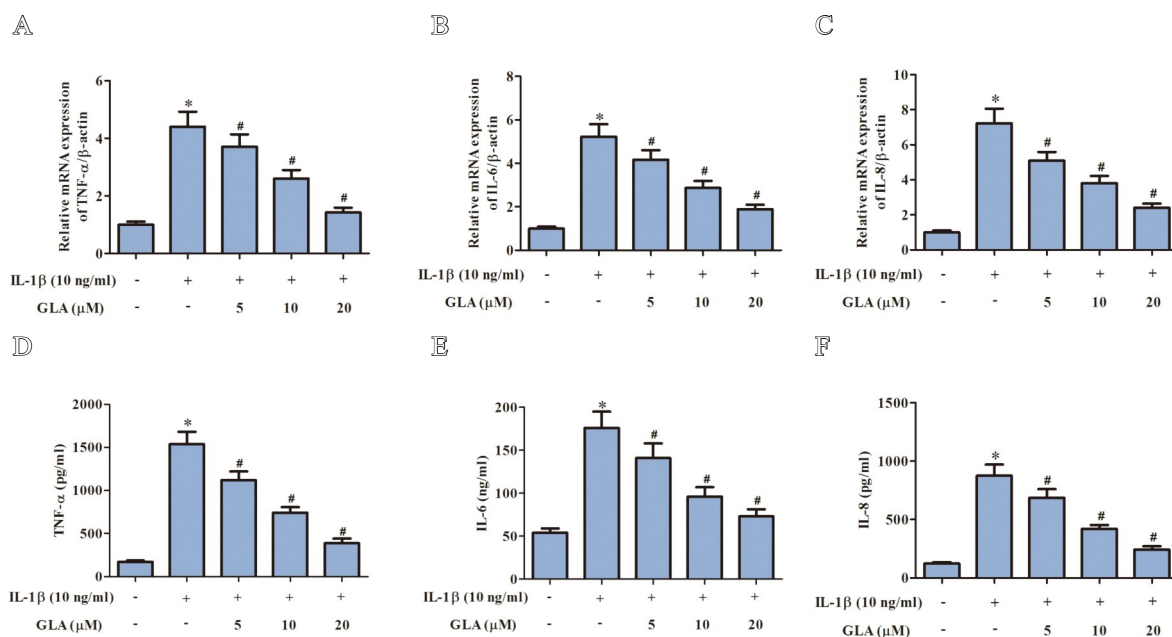 A
B
C
Relative mRNA expression
of TNF-α/β-actin
6
4
2
0
*
#
#
#
IL-1β (10 ng/ml) - + + + +
GLA (μM) - - 5 10 20
Relative mRNA expression
of IL-6/β-actin
8
6
4
2
0
*
#
#
#
IL-1β (10 ng/ml) - + + + +
GLA (μM) - - 5 10 20
Relative mRNA expression
of IL-8/β-actin
10
8
6
4
2
0
*
#
#
#
IL-1β (10 ng/ml) - + + + +
GLA (μM) - - 5 10 20
D
E
F
TNF-α (pg/ml)
2000
1500
1000
500
0
*
#
#
#
IL-1β (10 ng/ml) - + + + +
GLA (μM) - - 5 10 20
IL-6 (ng/ml)
200
150
100
50
0
*
#
#
#
IL-1β (10 ng/ml) - + + + +
GLA (μM) - - 5 10 20
IL-8 (pg/ml)
1500
1000
500
0
*
#
#
#
IL-1β (10 ng/ml) - + + + +
GLA (μM) - - 5 10 20